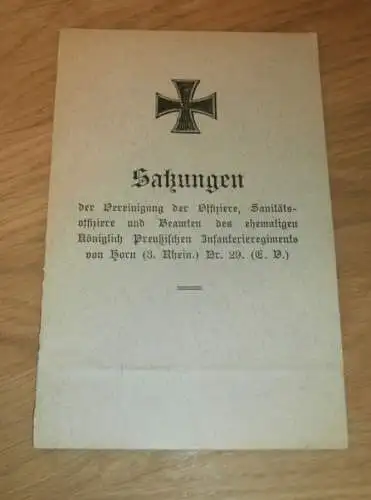 Satzungen
der Vereinigung der Offiziere, Sanitäts-
offiziere und Beamten des ehemaligen
Königlich Preußischen Infanterieregiments
von Horn (3. Rhein.) Nr. 29. (E. V.)